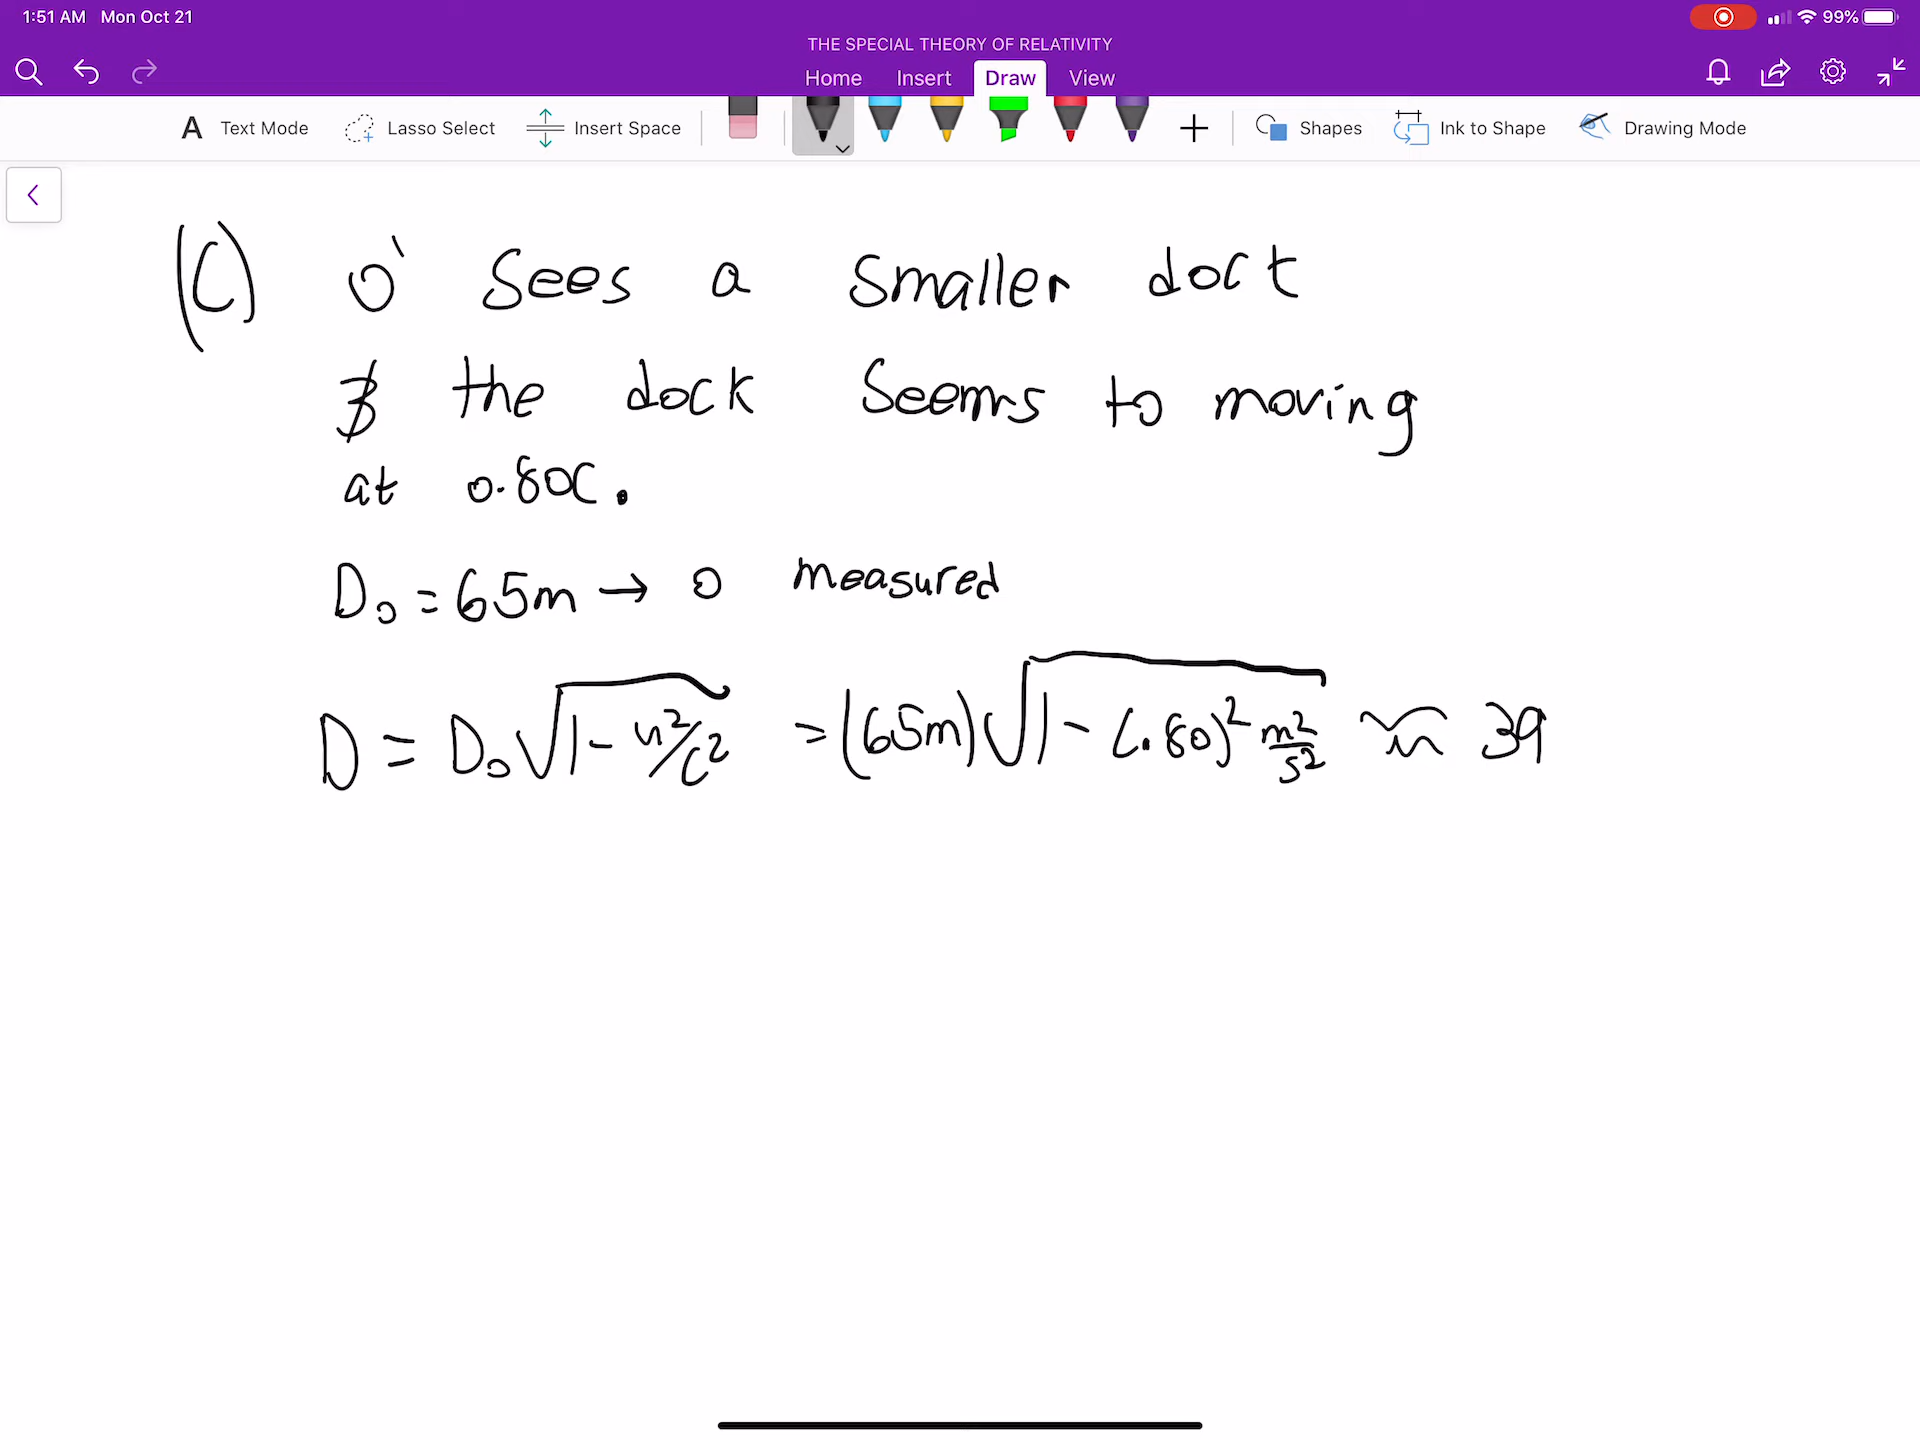 1:51 AM Mon Oct 21
99%
THE SPECIAL THEORY OF RELATIVITY
Home Insert Draw View
A Text Mode Lasso Select Insert Space Shapes Ink to Shape Drawing Mode
(C) O' sees a smaller doct
& the dock seems to moving
at 0.80C.
D₀ = 65m → O measured
D = D₀√(1 - u²/c²) = (65m)√(1 - (.80)² m²/s²) ≈ 39